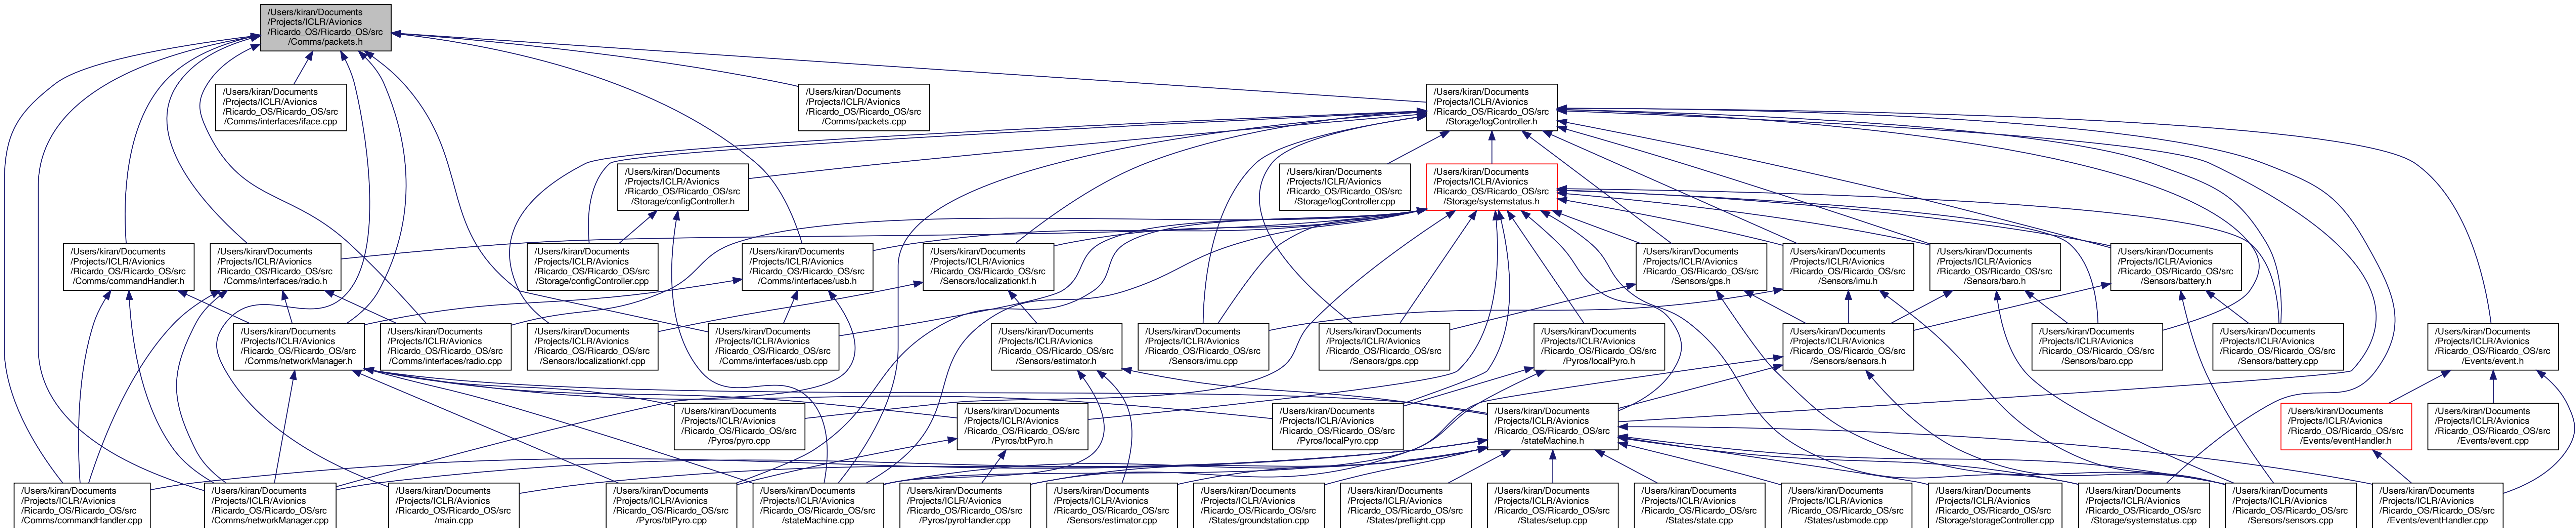 /Users/kiran/Documents
/Projects/ICLR/Avionics
/Ricardo_OS/Ricardo_OS/src
/Comms/packets.h
/Users/kiran/Documents
/Projects/ICLR/Avionics
/Ricardo_OS/Ricardo_OS/src
/Comms/interfaces/iface.cpp
/Users/kiran/Documents
/Projects/ICLR/Avionics
/Ricardo_OS/Ricardo_OS/src
/Comms/packets.cpp
/Users/kiran/Documents
/Projects/ICLR/Avionics
/Ricardo_OS/Ricardo_OS/src
/Storage/logController.h
/Users/kiran/Documents
/Projects/ICLR/Avionics
/Ricardo_OS/Ricardo_OS/src
/Storage/configController.h
/Users/kiran/Documents
/Projects/ICLR/Avionics
/Ricardo_OS/Ricardo_OS/src
/Storage/logController.cpp
/Users/kiran/Documents
/Projects/ICLR/Avionics
/Ricardo_OS/Ricardo_OS/src
/Storage/systemstatus.h
/Users/kiran/Documents
/Projects/ICLR/Avionics
/Ricardo_OS/Ricardo_OS/src
/Comms/commandHandler.h
/Users/kiran/Documents
/Projects/ICLR/Avionics
/Ricardo_OS/Ricardo_OS/src
/Comms/interfaces/radio.h
/Users/kiran/Documents
/Projects/ICLR/Avionics
/Ricardo_OS/Ricardo_OS/src
/Storage/configController.cpp
/Users/kiran/Documents
/Projects/ICLR/Avionics
/Ricardo_OS/Ricardo_OS/src
/Comms/interfaces/usb.h
/Users/kiran/Documents
/Projects/ICLR/Avionics
/Ricardo_OS/Ricardo_OS/src
/Sensors/localizationkf.h
/Users/kiran/Documents
/Projects/ICLR/Avionics
/Ricardo_OS/Ricardo_OS/src
/Sensors/gps.h
/Users/kiran/Documents
/Projects/ICLR/Avionics
/Ricardo_OS/Ricardo_OS/src
/Sensors/imu.h
/Users/kiran/Documents
/Projects/ICLR/Avionics
/Ricardo_OS/Ricardo_OS/src
/Sensors/baro.h
/Users/kiran/Documents
/Projects/ICLR/Avionics
/Ricardo_OS/Ricardo_OS/src
/Sensors/battery.h
/Users/kiran/Documents
/Projects/ICLR/Avionics
/Ricardo_OS/Ricardo_OS/src
/Comms/networkManager.h
/Users/kiran/Documents
/Projects/ICLR/Avionics
/Ricardo_OS/Ricardo_OS/src
/Comms/interfaces/radio.cpp
/Users/kiran/Documents
/Projects/ICLR/Avionics
/Ricardo_OS/Ricardo_OS/src
/Sensors/localizationkf.cpp
/Users/kiran/Documents
/Projects/ICLR/Avionics
/Ricardo_OS/Ricardo_OS/src
/Comms/interfaces/usb.cpp
/Users/kiran/Documents
/Projects/ICLR/Avionics
/Ricardo_OS/Ricardo_OS/src
/Sensors/estimator.h
/Users/kiran/Documents
/Projects/ICLR/Avionics
/Ricardo_OS/Ricardo_OS/src
/Sensors/imu.cpp
/Users/kiran/Documents
/Projects/ICLR/Avionics
/Ricardo_OS/Ricardo_OS/src
/Sensors/gps.cpp
/Users/kiran/Documents
/Projects/ICLR/Avionics
/Ricardo_OS/Ricardo_OS/src
/Pyros/localPyro.h
/Users/kiran/Documents
/Projects/ICLR/Avionics
/Ricardo_OS/Ricardo_OS/src
/Sensors/sensors.h
/Users/kiran/Documents
/Projects/ICLR/Avionics
/Ricardo_OS/Ricardo_OS/src
/Sensors/baro.cpp
/Users/kiran/Documents
/Projects/ICLR/Avionics
/Ricardo_OS/Ricardo_OS/src
/Sensors/battery.cpp
/Users/kiran/Documents
/Projects/ICLR/Avionics
/Ricardo_OS/Ricardo_OS/src
/Events/event.h
/Users/kiran/Documents
/Projects/ICLR/Avionics
/Ricardo_OS/Ricardo_OS/src
/Pyros/pyro.cpp
/Users/kiran/Documents
/Projects/ICLR/Avionics
/Ricardo_OS/Ricardo_OS/src
/Pyros/btPyro.h
/Users/kiran/Documents
/Projects/ICLR/Avionics
/Ricardo_OS/Ricardo_OS/src
/Pyros/localPyro.cpp
/Users/kiran/Documents
/Projects/ICLR/Avionics
/Ricardo_OS/Ricardo_OS/src
/stateMachine.h
/Users/kiran/Documents
/Projects/ICLR/Avionics
/Ricardo_OS/Ricardo_OS/src
/Events/eventHandler.h
/Users/kiran/Documents
/Projects/ICLR/Avionics
/Ricardo_OS/Ricardo_OS/src
/Events/event.cpp
/Users/kiran/Documents
/Projects/ICLR/Avionics
/Ricardo_OS/Ricardo_OS/src
/Comms/commandHandler.cpp
/Users/kiran/Documents
/Projects/ICLR/Avionics
/Ricardo_OS/Ricardo_OS/src
/Comms/networkManager.cpp
/Users/kiran/Documents
/Projects/ICLR/Avionics
/Ricardo_OS/Ricardo_OS/src
/main.cpp
/Users/kiran/Documents
/Projects/ICLR/Avionics
/Ricardo_OS/Ricardo_OS/src
/Pyros/btPyro.cpp
/Users/kiran/Documents
/Projects/ICLR/Avionics
/Ricardo_OS/Ricardo_OS/src
/stateMachine.cpp
/Users/kiran/Documents
/Projects/ICLR/Avionics
/Ricardo_OS/Ricardo_OS/src
/Pyros/pyroHandler.cpp
/Users/kiran/Documents
/Projects/ICLR/Avionics
/Ricardo_OS/Ricardo_OS/src
/Sensors/estimator.cpp
/Users/kiran/Documents
/Projects/ICLR/Avionics
/Ricardo_OS/Ricardo_OS/src
/States/groundstation.cpp
/Users/kiran/Documents
/Projects/ICLR/Avionics
/Ricardo_OS/Ricardo_OS/src
/States/preflight.cpp
/Users/kiran/Documents
/Projects/ICLR/Avionics
/Ricardo_OS/Ricardo_OS/src
/States/setup.cpp
/Users/kiran/Documents
/Projects/ICLR/Avionics
/Ricardo_OS/Ricardo_OS/src
/States/state.cpp
/Users/kiran/Documents
/Projects/ICLR/Avionics
/Ricardo_OS/Ricardo_OS/src
/States/usbmode.cpp
/Users/kiran/Documents
/Projects/ICLR/Avionics
/Ricardo_OS/Ricardo_OS/src
/Storage/storageController.cpp
/Users/kiran/Documents
/Projects/ICLR/Avionics
/Ricardo_OS/Ricardo_OS/src
/Storage/systemstatus.cpp
/Users/kiran/Documents
/Projects/ICLR/Avionics
/Ricardo_OS/Ricardo_OS/src
/Sensors/sensors.cpp
/Users/kiran/Documents
/Projects/ICLR/Avionics
/Ricardo_OS/Ricardo_OS/src
/Events/eventHandler.cpp